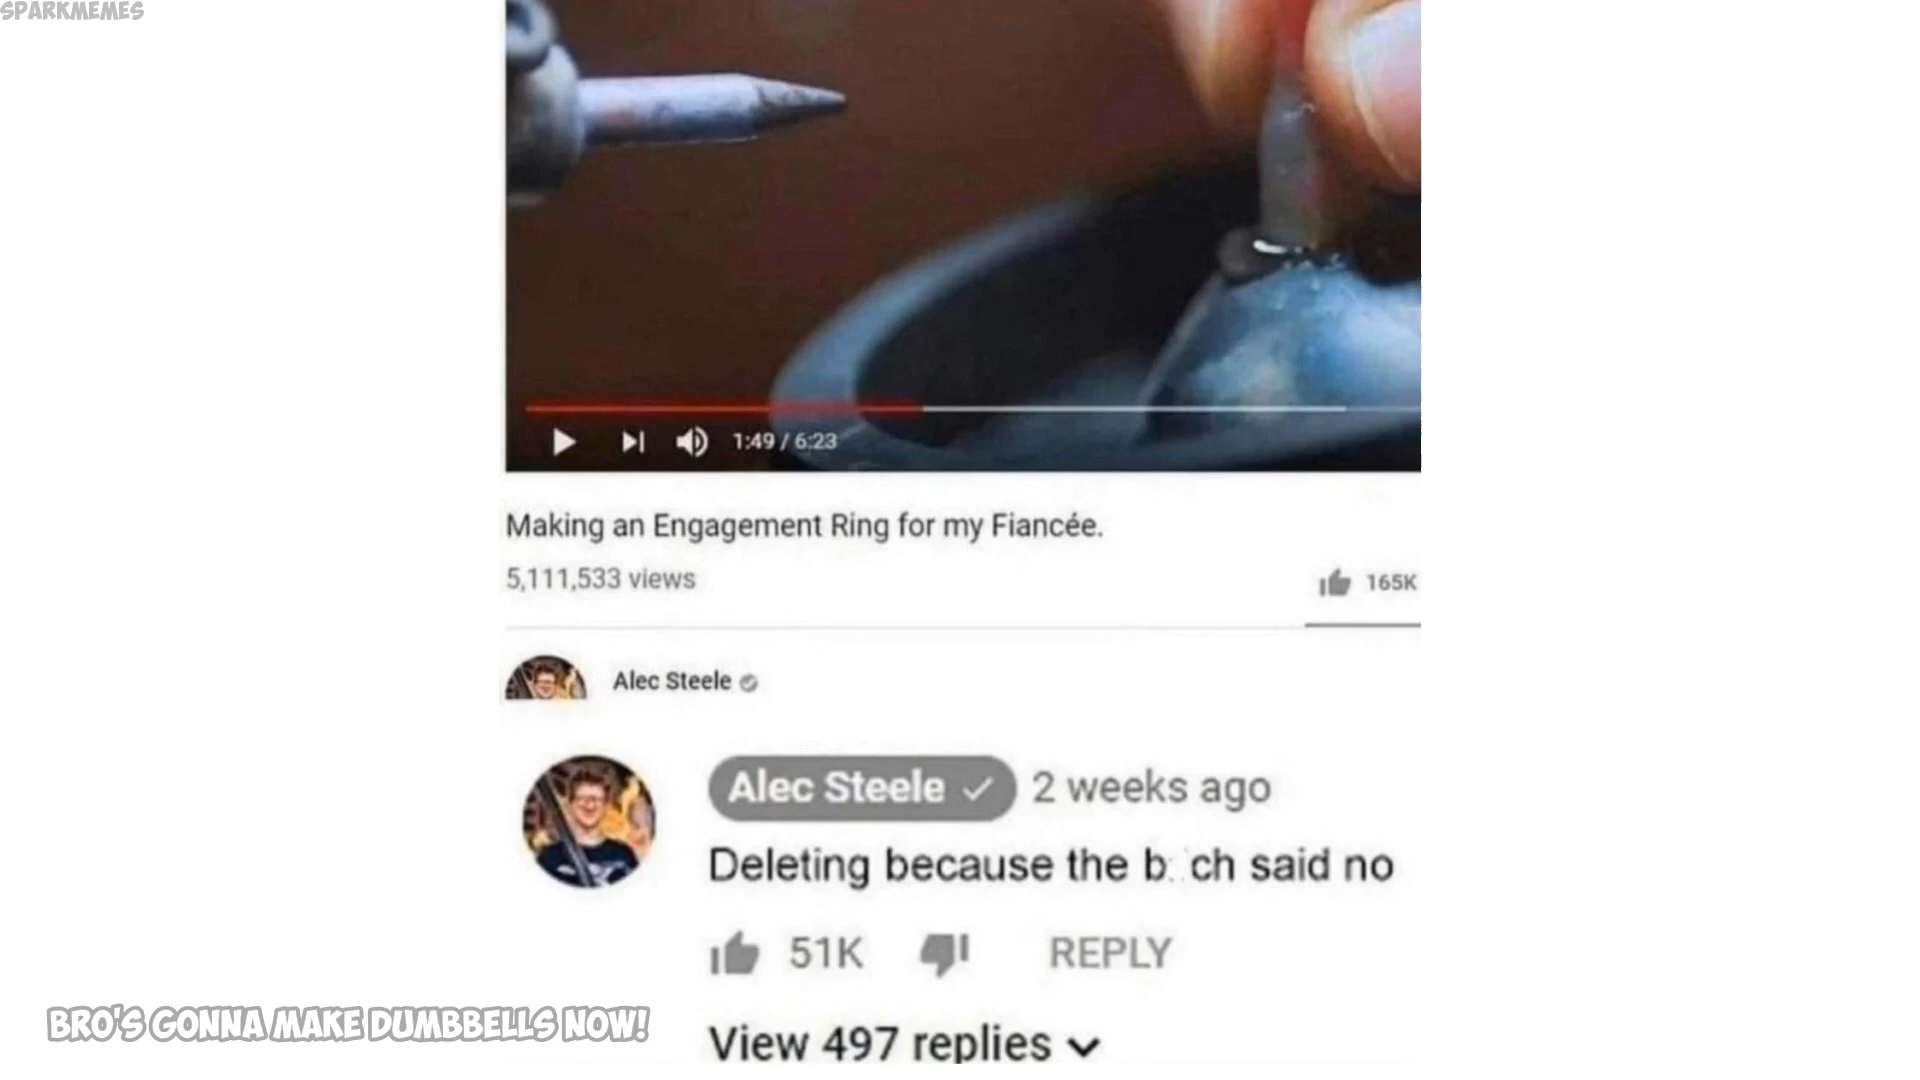 SPARKMEMES
1:49 / 6:23
Making an Engagement Ring for my Fiancée.
5,111,533 views
165K
Alec Steele
Alec Steele
2 weeks ago
Deleting because the b ch said no
51K
REPLY
View 497 replies
BRO'S GONNA MAKE DUMBBELLS NOW!